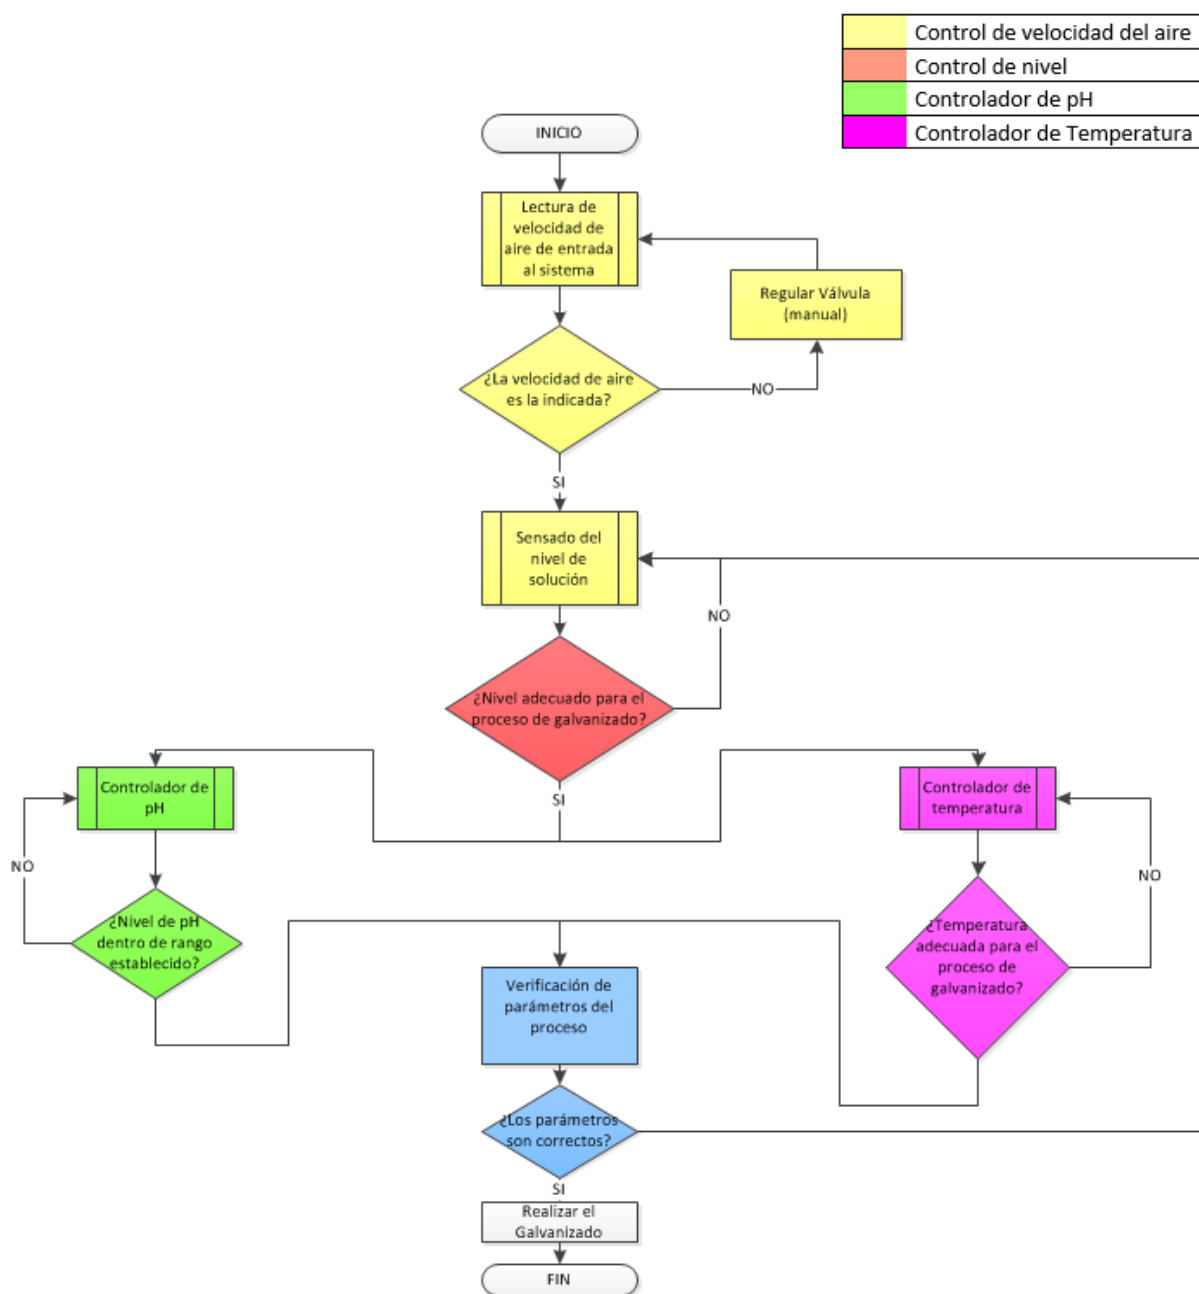 Control de velocidad del aire
Control de nivel
Controlador de pH
Controlador de Temperatura
INICIO
Lectura de
velocidad de
aire de entrada
al sistema
Regular Válvula
(manual)
¿La velocidad de aire
es la indicada?
NO
SI
Sensado del
nivel de
solución
NO
¿Nivel adecuado para el
proceso de galvanizado?
SI
Controlador de
pH
Controlador de
temperatura
NO
NO
¿Nivel de pH
dentro de rango
establecido?
¿Temperatura
adecuada para el
proceso de
galvanizado?
Verificación de
parámetros del
proceso
¿Los parámetros
son correctos?
SI
Realizar el
Galvanizado
FIN